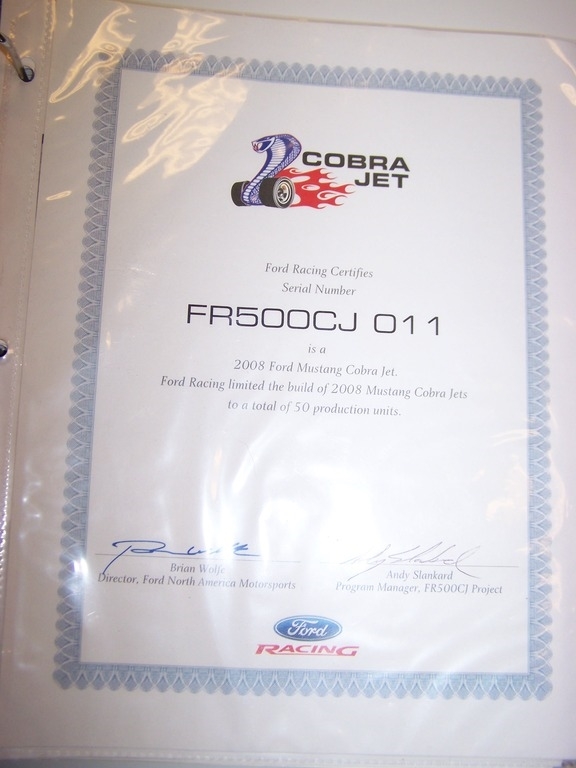 COBRA
JET
Ford Racing Certifies
Serial Number
FR500CJ 011
is a
2008 Ford Mustang Cobra Jet.
Ford Racing limited the build of 2008 Mustang Cobra Jets
to a total of 50 production units.
Brian Wolfe
Director, Ford North America Motorsports
Andy Slankard
Program Manager, FR500CJ Project
Ford
RACING